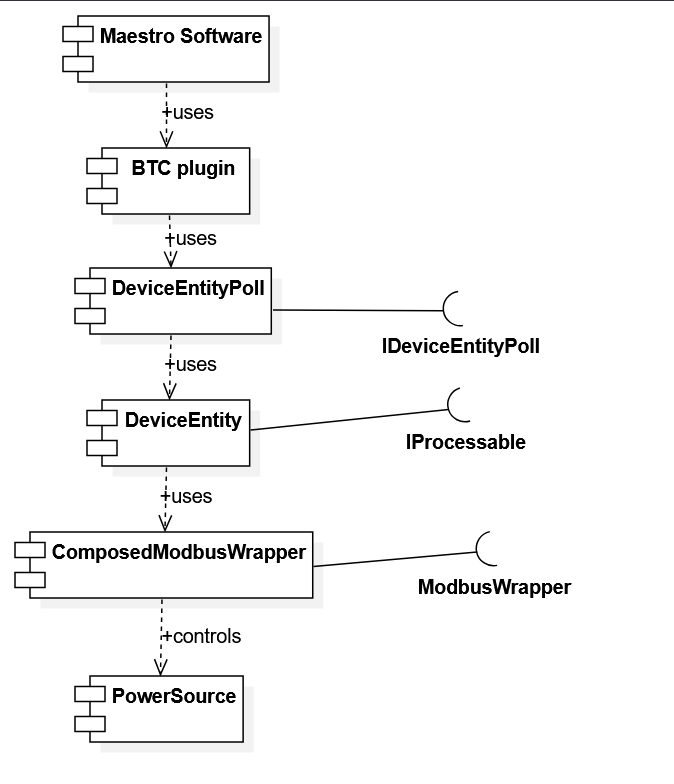 Maestro Software
+uses
BTC plugin
+uses
DeviceEntityPoll
IDeviceEntityPoll
+uses
DeviceEntity
IProcessable
+uses
ComposedModbusWrapper
ModbusWrapper
+controls
PowerSource